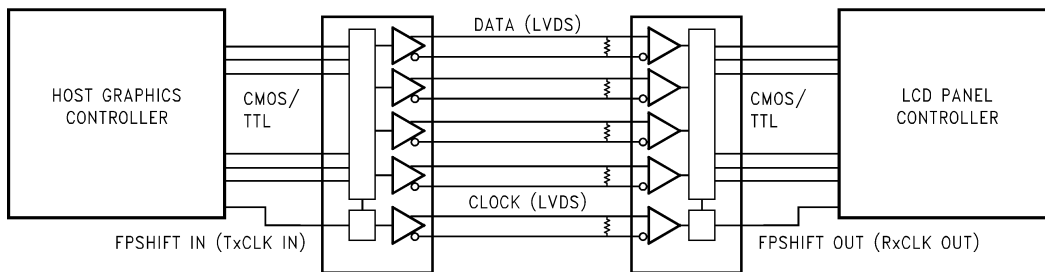 DATA (LVDS)
HOST GRAPHICS
CONTROLLER
CMOS/
TTL
CMOS/
TTL
LCD PANEL
CONTROLLER
CLOCK (LVDS)
FPSHIFT IN (TxCLK IN)
FPSHIFT OUT (RxCLK OUT)